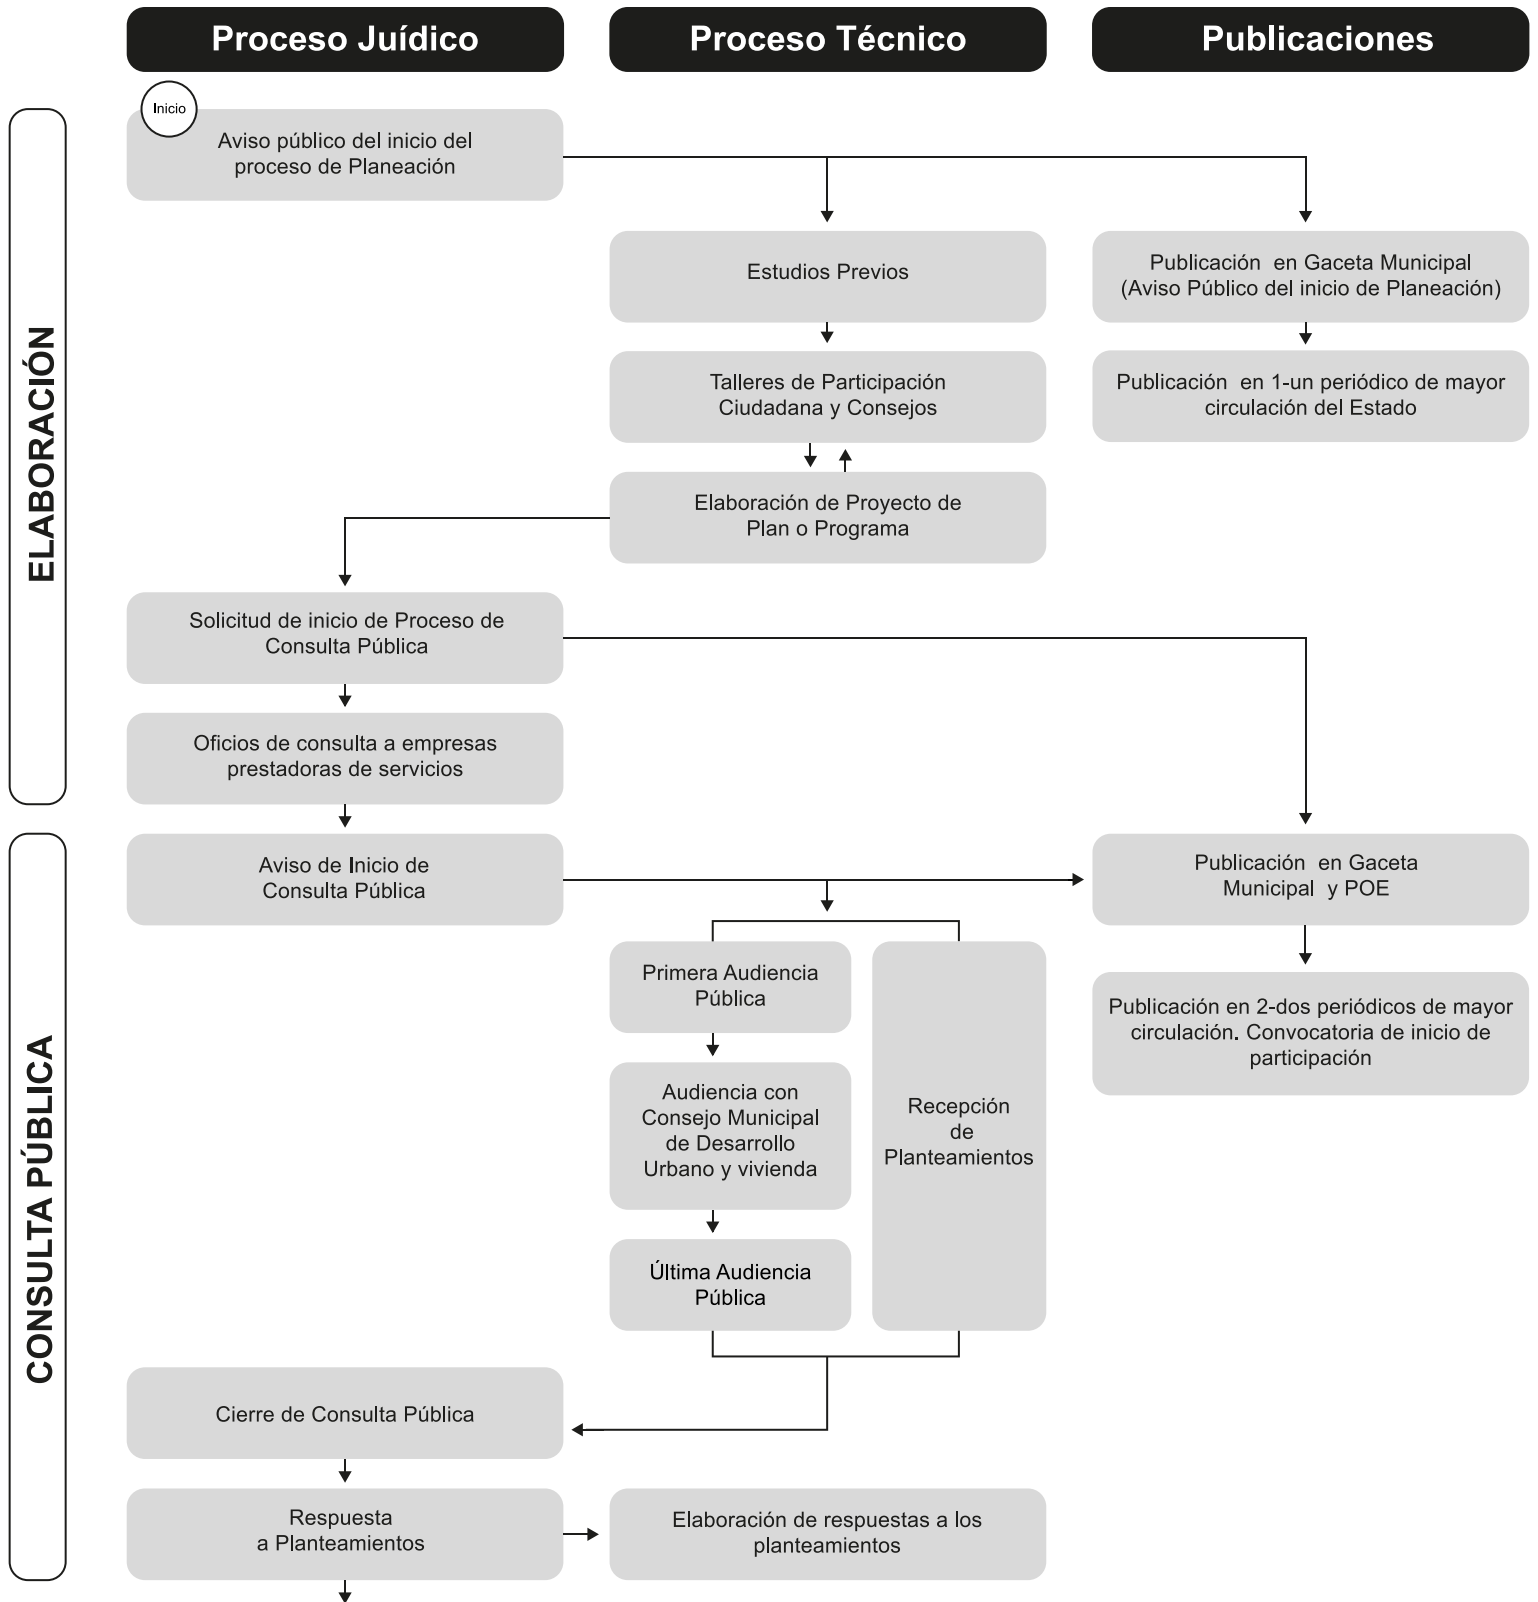 Proceso Juídico
Proceso Técnico
Publicaciones
Inicio
ELABORACIÓN
Aviso público del inicio del
proceso de Planeación
Estudios Previos
Publicación en Gaceta Municipal
(Aviso Público del inicio de Planeación)
Talleres de Participación
Ciudadana y Consejos
Publicación en 1-un periódico de mayor
circulación del Estado
Elaboración de Proyecto de
Plan o Programa
Solicitud de inicio de Proceso de
Consulta Pública
Oficios de consulta a empresas
prestadoras de servicios
CONSULTA PÚBLICA
Aviso de Inicio de
Consulta Pública
Publicación en Gaceta
Municipal y POE
Primera Audiencia
Pública
Publicación en 2-dos periódicos de mayor
circulación. Convocatoria de inicio de
participación
Audiencia con
Consejo Municipal
de Desarrollo
Urbano y vivienda
Recepción
de
Planteamientos
Última Audiencia
Pública
Cierre de Consulta Pública
Respuesta
a Planteamientos
Elaboración de respuestas a los
planteamientos